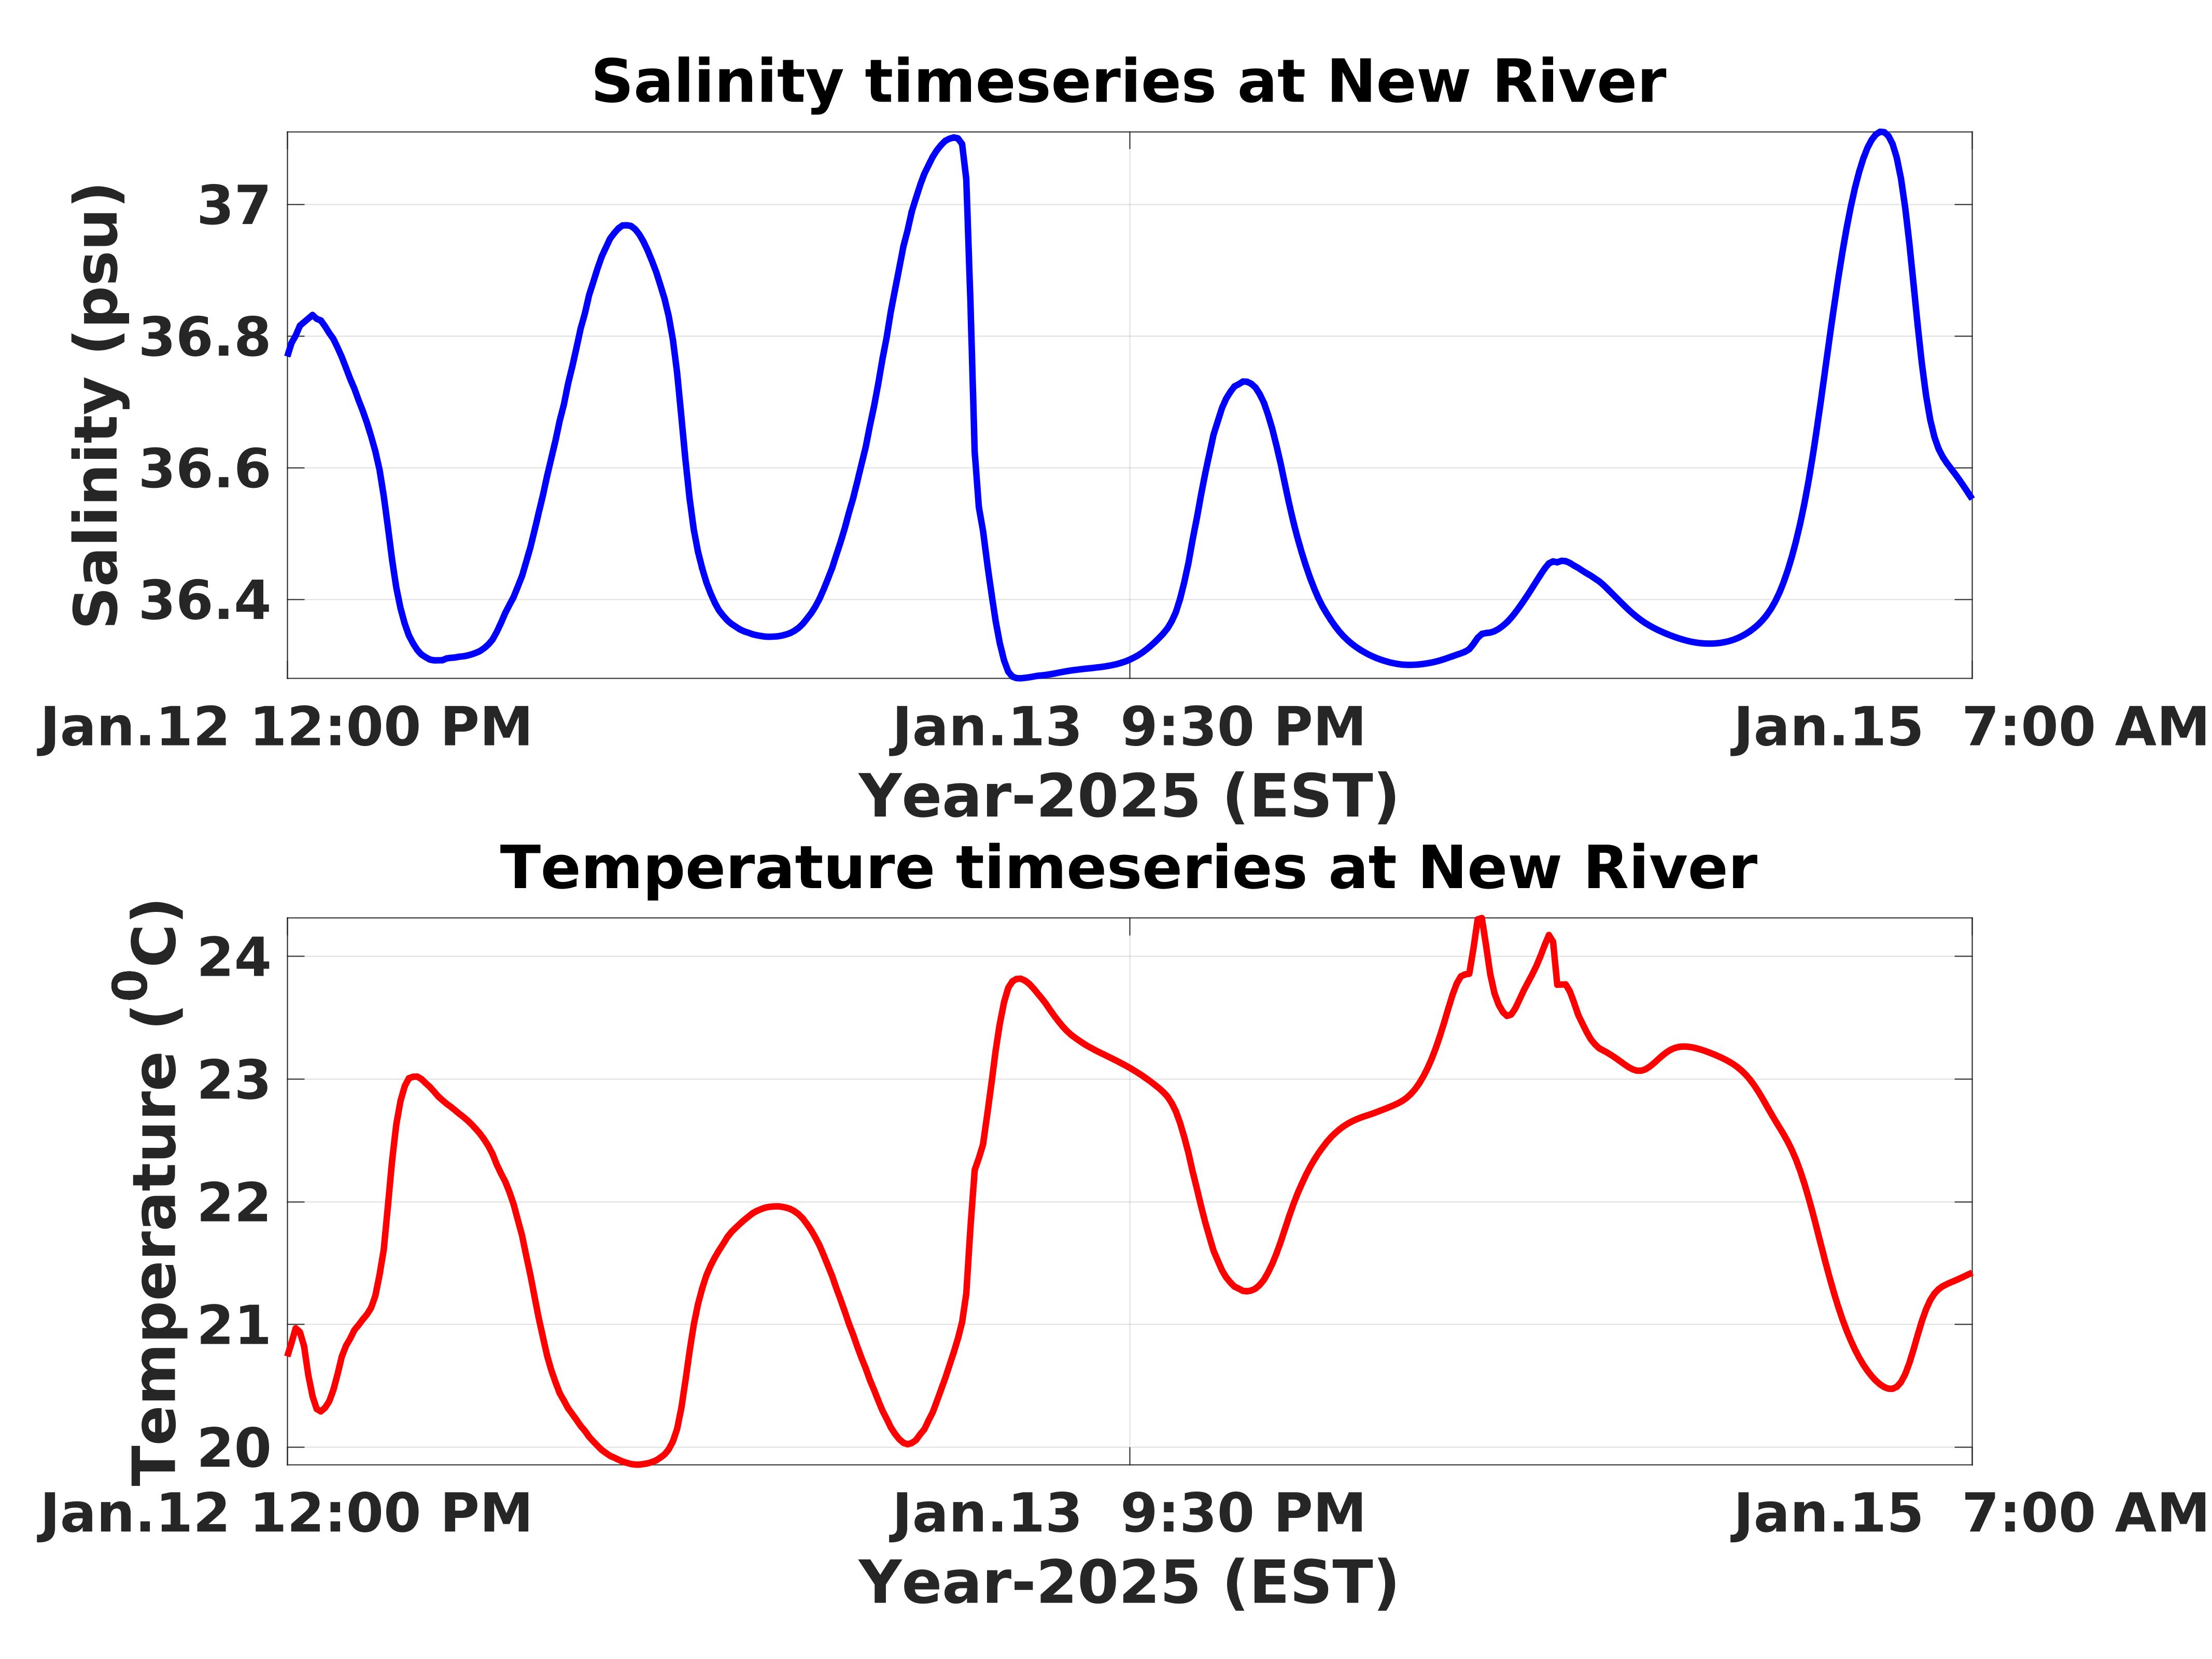 Salinity timeseries at New River
Salinity (psu)
37
36.8
36.6
36.4
Jan.12 12:00 PM
Jan.13  9:30 PM
Jan.15  7:00 AM
Year-2025 (EST)
Temperature timeseries at New River
Temperature (⁰C)
24
23
22
21
20
Jan.12 12:00 PM
Jan.13  9:30 PM
Jan.15  7:00 AM
Year-2025 (EST)